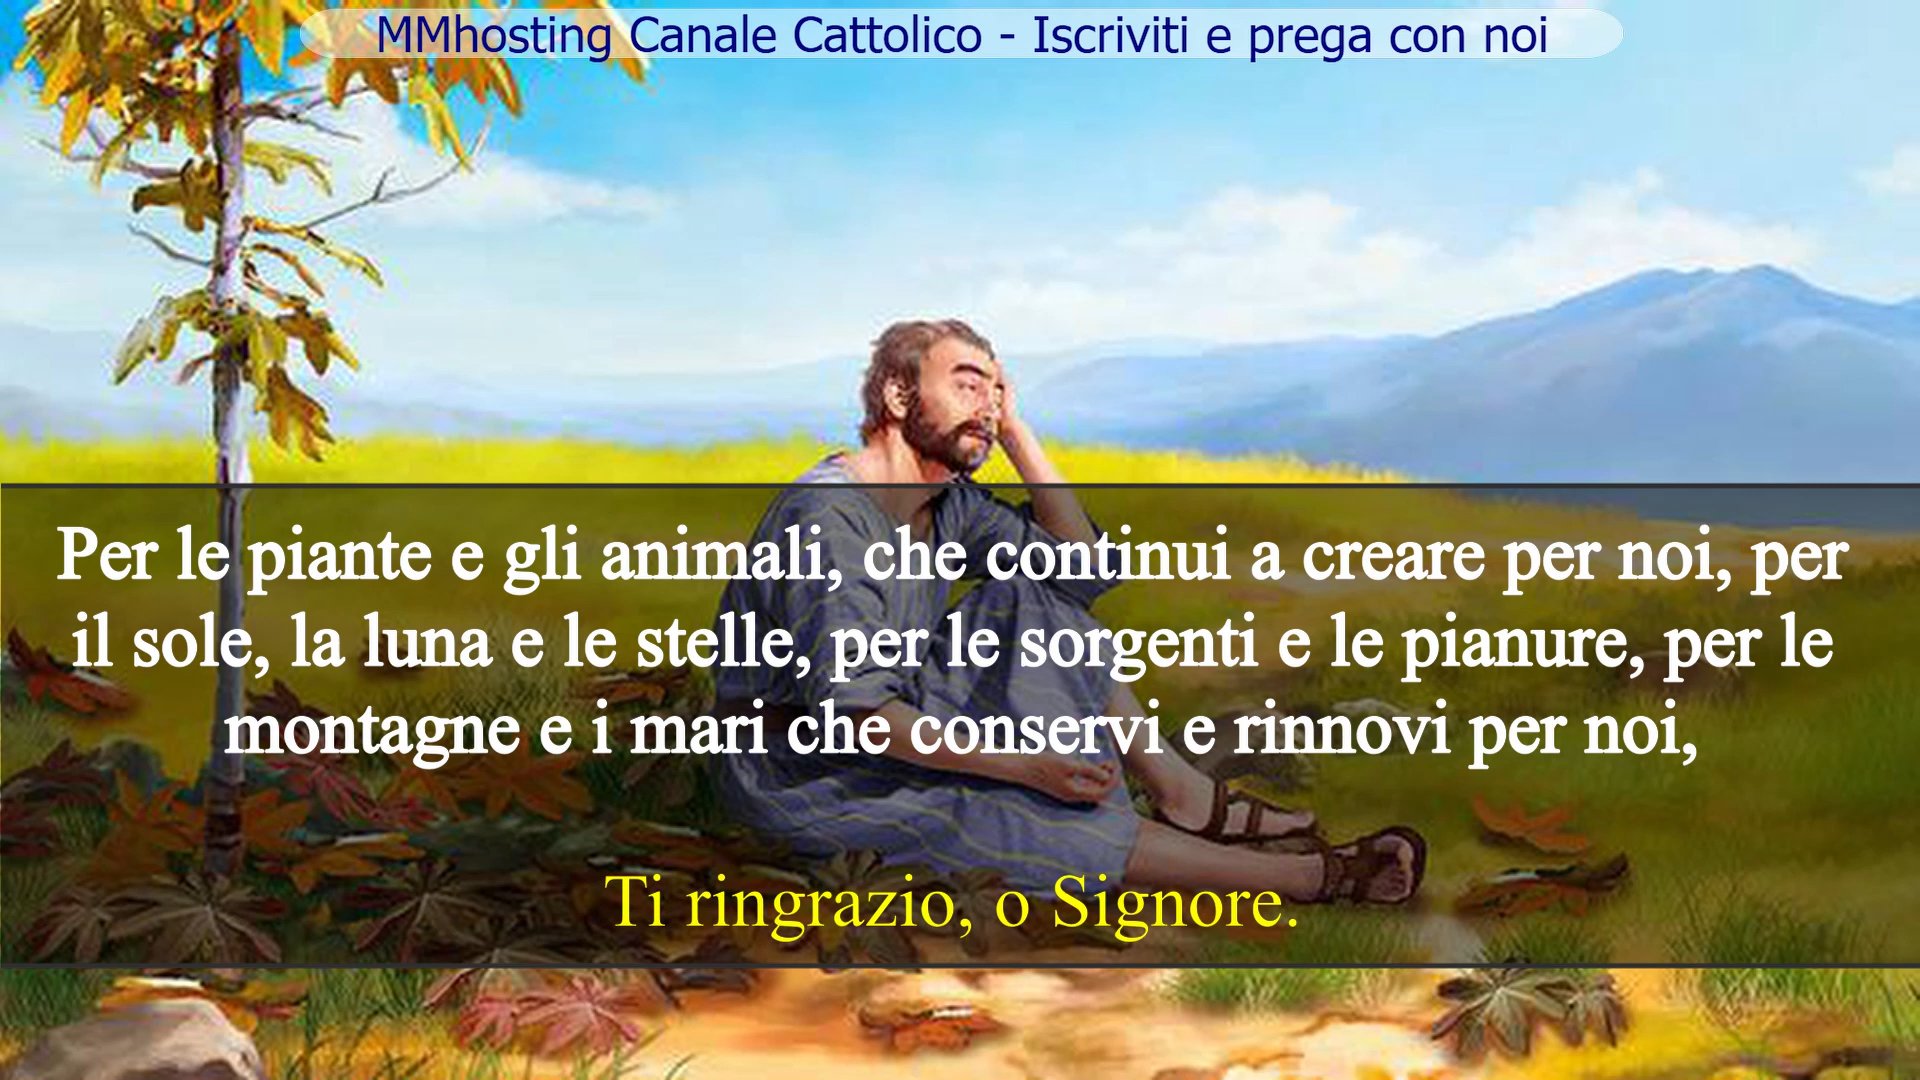 MMhosting Canale Cattolico - Iscriviti e prega con noi
Per le piante e gli animali, che continui a creare per noi, per
il sole, la luna e le stelle, per le sorgenti e le pianure, per le
montagne e i mari che conservi e rinnovi per noi,
Ti ringrazio, o Signore.